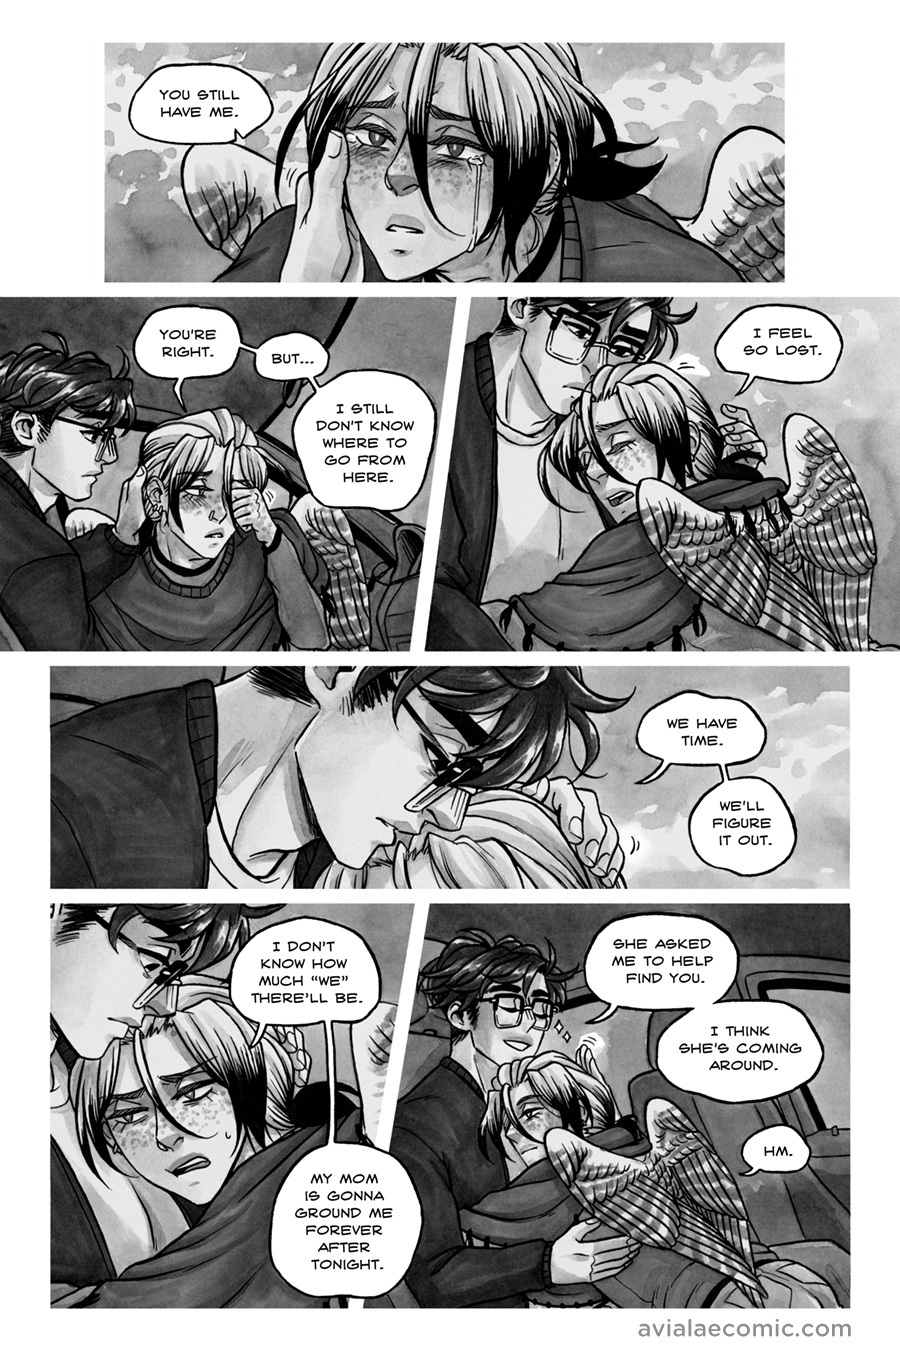 YOU STILL
HAVE ME.
YOU'RE
RIGHT.
BUT...
I STILL
DON'T KNOW
WHERE TO
GO FROM
HERE.
I FEEL
SO LOST.
WE HAVE
TIME.
WE'LL
FIGURE
IT OUT.
I DON'T
KNOW HOW
MUCH "WE"
THERE'LL BE.
MY MOM
IS GONNA
GROUND ME
FOREVER
AFTER
TONIGHT.
SHE ASKED
ME TO HELP
FIND YOU.
I THINK
SHE'S COMING
AROUND.
HM.
avialaecomic.com